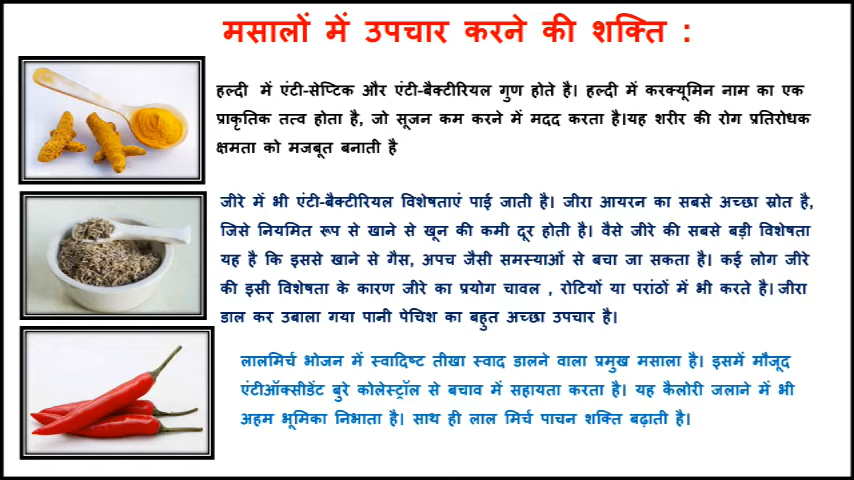 मसालों में उपचार करने की शक्ति :
हल्दी में एंटी-सेप्टिक और एंटी-बैक्टीरियल गुण होते है। हल्दी में करक्यूमिन नाम का एक
प्राकृतिक तत्व होता है, जो सूजन कम करने में मदद करता है।यह शरीर की रोग प्रतिरोधक
क्षमता को मजबूत बनाती है
जीरे में भी एंटी-बैक्टीरियल विशेषताएं पाई जाती है। जीरा आयरन का सबसे अच्छा स्रोत है,
जिसे नियमित रूप से खाने से खून की कमी दूर होती है। वैसे जीरे की सबसे बड़ी विशेषता
यह है कि इससे खाने से गैस, अपच जैसी समस्याओं से बचा जा सकता है। कई लोग जीरे
की इसी विशेषता के कारण जीरे का प्रयोग चावल , रोटियों या परांठों में भी करते है। जीरा
डाल कर उबाला गया पानी पेचिश का बहुत अच्छा उपचार है।
लालमिर्च भोजन में स्वादिष्ट तीखा स्वाद डालने वाला प्रमुख मसाला है। इसमें मौजूद
एंटीऑक्सीडेंट बुरे कोलेस्ट्रॉल से बचाव में सहायता करता है। यह कैलोरी जलाने में भी
अहम भूमिका निभाता है। साथ ही लाल मिर्च पाचन शक्ति बढ़ाती है।